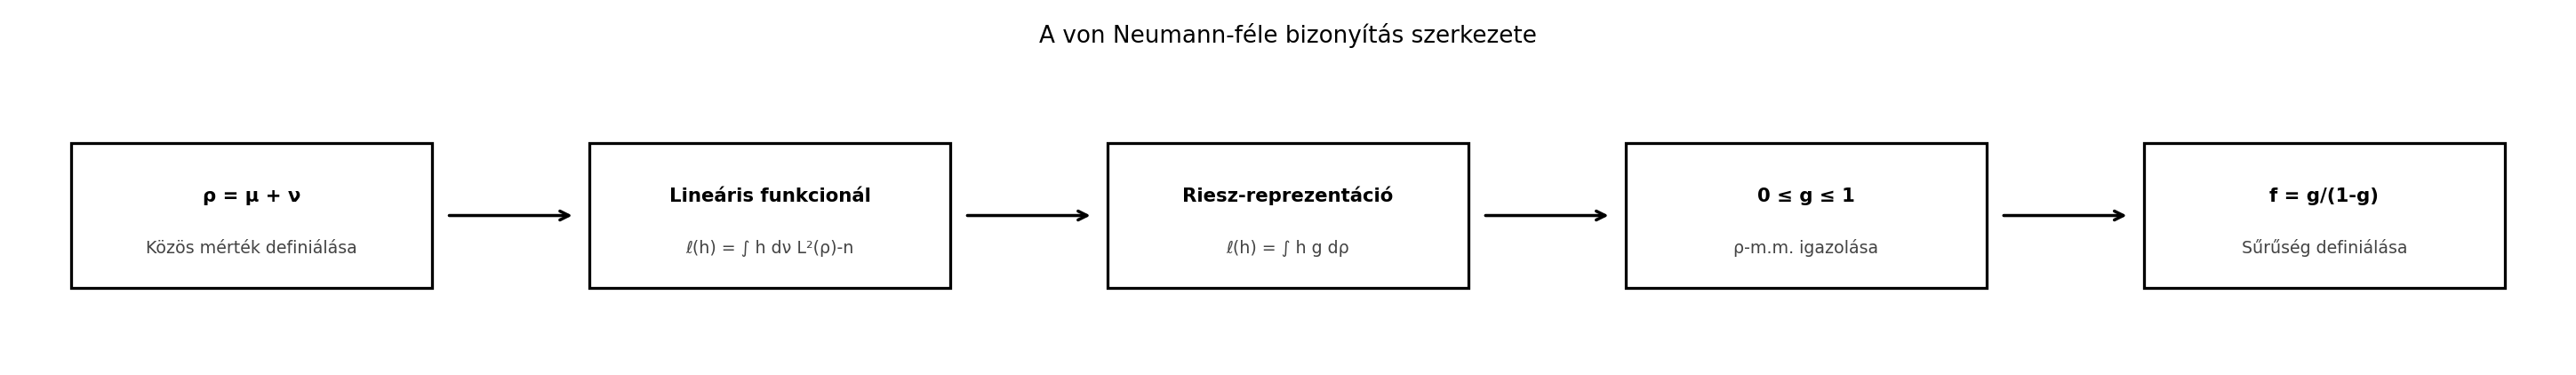 A von Neumann-féle bizonyítás szerkezete
ρ = μ + ν
Közös mérték definiálása
Lineáris funkcionál
ℓ(h) = ∫ h dν L²(ρ)-n
Riesz-reprezentáció
ℓ(h) = ∫ h g dρ
0 ≤ g ≤ 1
ρ-m.m. igazolása
f = g/(1-g)
Sűrűség definiálása